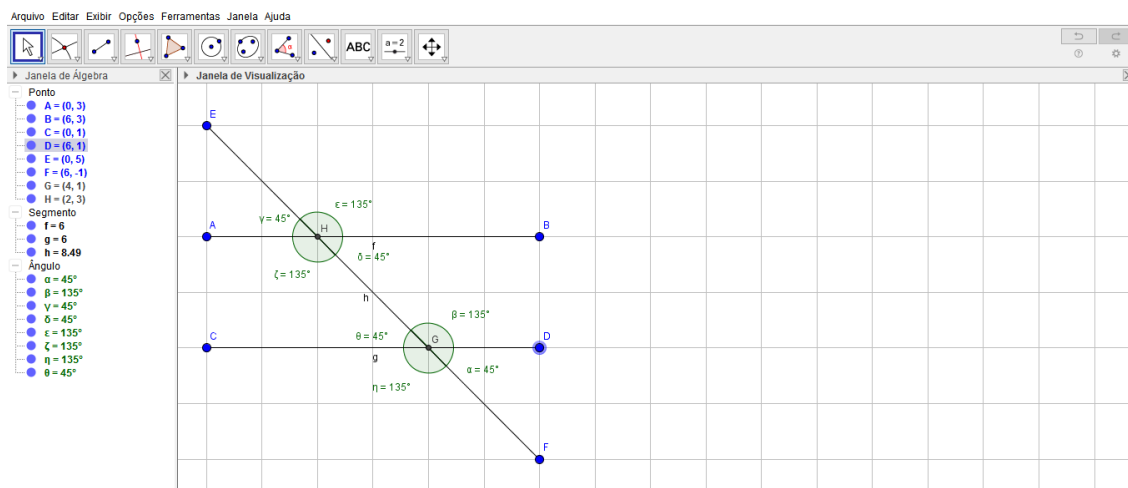 Arquivo Editar Exibir Opções Ferramentas Janela Ajuda
ABC
a=2
α
Janela de Álgebra
Janela de Visualização
Ponto
A = (0, 3)
B = (6, 3)
C = (0, 1)
D = (6, 1)
E = (0, 5)
F = (6, -1)
G = (4, 1)
H = (2, 3)
Segmento
f = 6
g = 6
h = 8.49
Ângulo
α = 45°
β = 135°
γ = 45°
δ = 45°
ε = 135°
ζ = 135°
η = 135°
θ = 45°
E
ε = 135°
γ = 45°
A
H
B
f
δ = 45°
ζ = 135°
h
β = 135°
C
θ = 45°
G
D
g
α = 45°
η = 135°
F